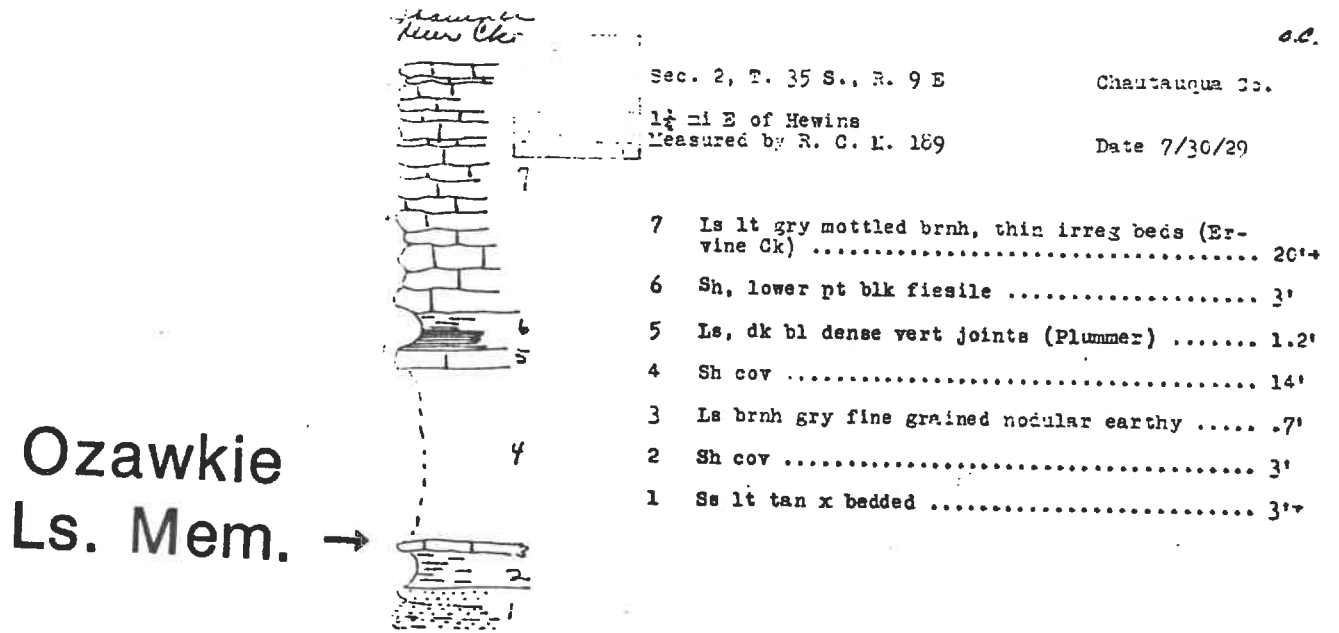 Deer Ck.
O.C.
Sec. 2, T. 35 S., R. 9 E
Chautauqua Co.
1¼ mi E of Hewins
Measured by R. C. M. 189
Date 7/30/29
7
7 Ls lt gry mottled brnh, thin irreg beds (Er-
vine Ck) .................................... 20'+
6 Sh, lower pt blk fissile .................... 3'
5 Ls, dk bl dense vert joints (Plummer) ....... 1.2'
4 Sh cov ...................................... 14'
3 Ls brnh gry fine grained nodular earthy ..... .7'
2 Sh cov ...................................... 3'
1 Ss lt tan x bedded .......................... 3'+
6
5
4
Ozawkie
Ls. Mem. →
3
2
1